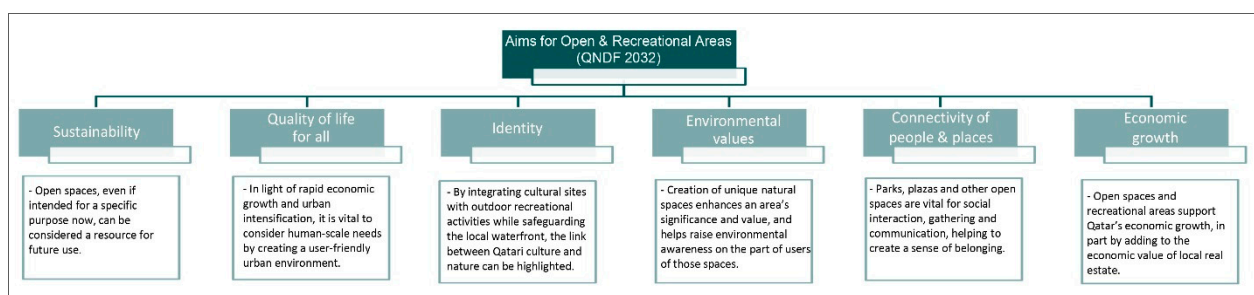 Aims for Open & Recreational Areas
(QNDF 2032)
Sustainability
- Open spaces, even if
intended for a specific
purpose now, can be
considered a resource for
future use.
Quality of life
for all
- In light of rapid economic
growth and urban
intensification, it is vital to
consider human-scale needs
by creating a user-friendly
urban environment.
Identity
- By integrating cultural sites
with outdoor recreational
activities while safeguarding
the local waterfront, the link
between Qatari culture and
nature can be highlighted.
Environmental
values
- Creation of unique natural
spaces enhances an area's
significance and value, and
helps raise environmental
awareness on the part of users
of those spaces.
Connectivity of
people & places
- Parks, plazas and other open
spaces are vital for social
interaction, gathering and
communication, helping to
create a sense of belonging.
Economic
growth
- Open spaces and
recreational areas support
Qatar's economic growth, in
part by adding to the
economic value of local real
estate.